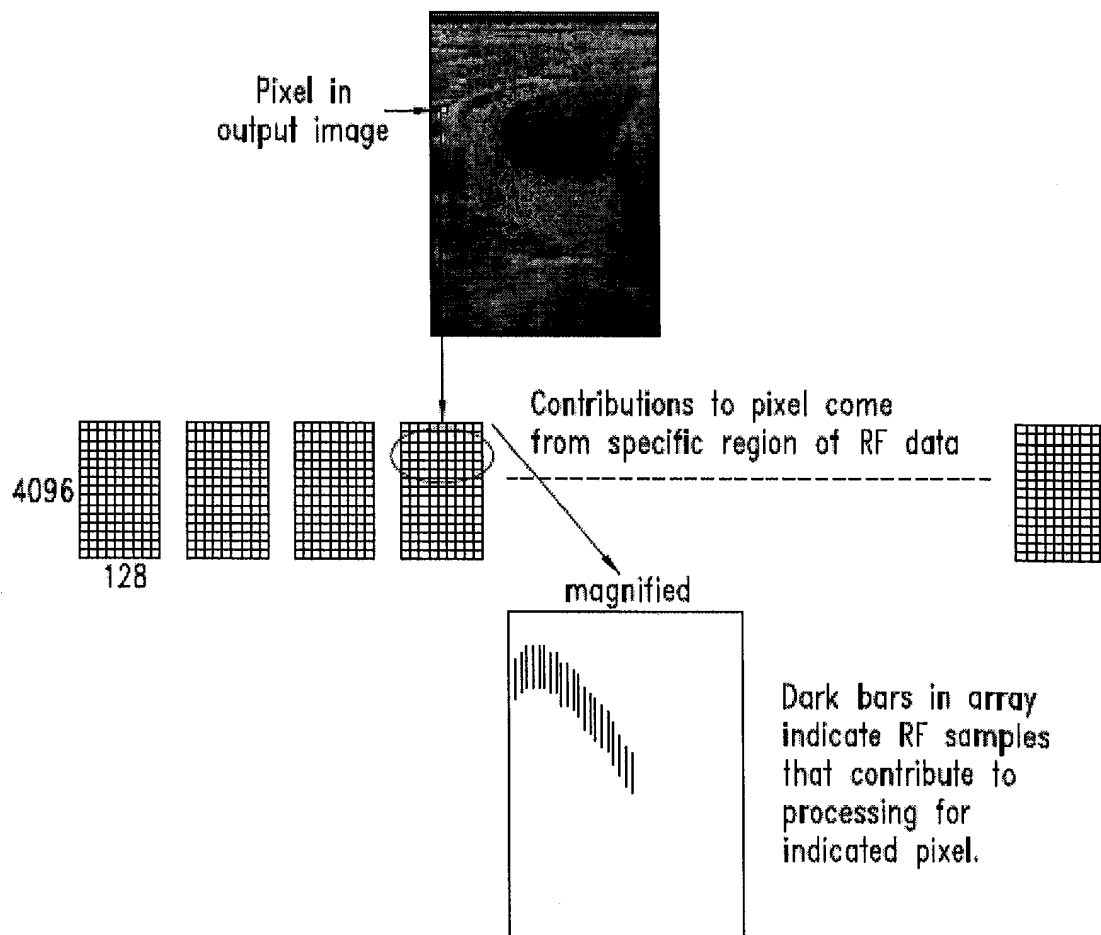 Pixel in
output image
Contributions to pixel come
from specific region of RF data
4096
128
magnified
Dark bars in array
indicate RF samples
that contribute to
processing for
indicated pixel.